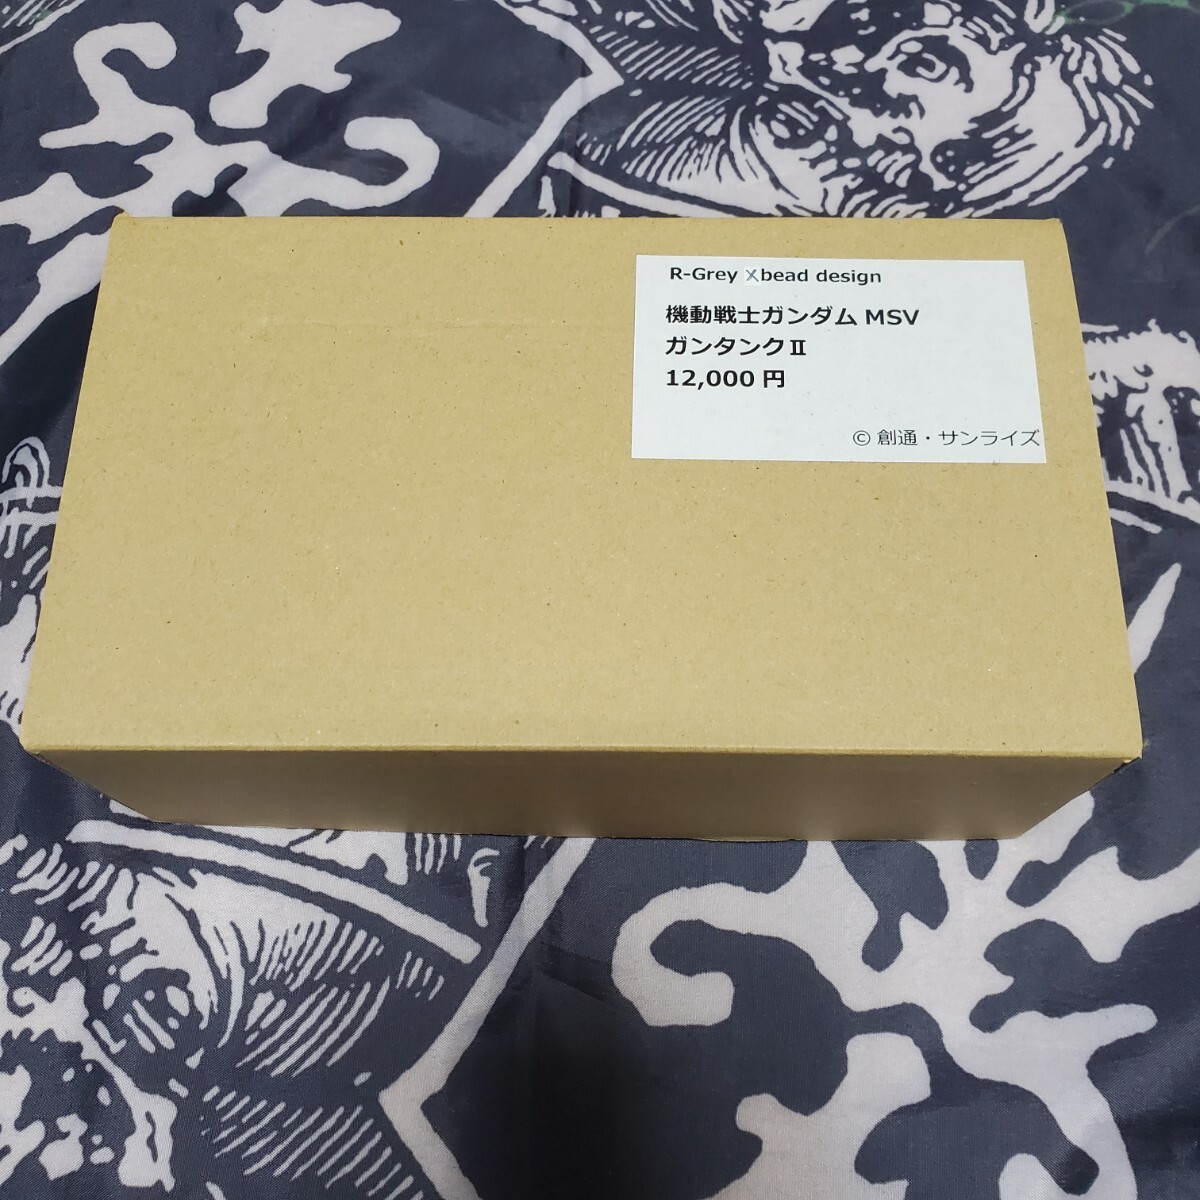 R-Grey Xbead design
機動戦士ガンダム MSV
ガンタンクⅡ
12,000 円
© 創通・サンライズ